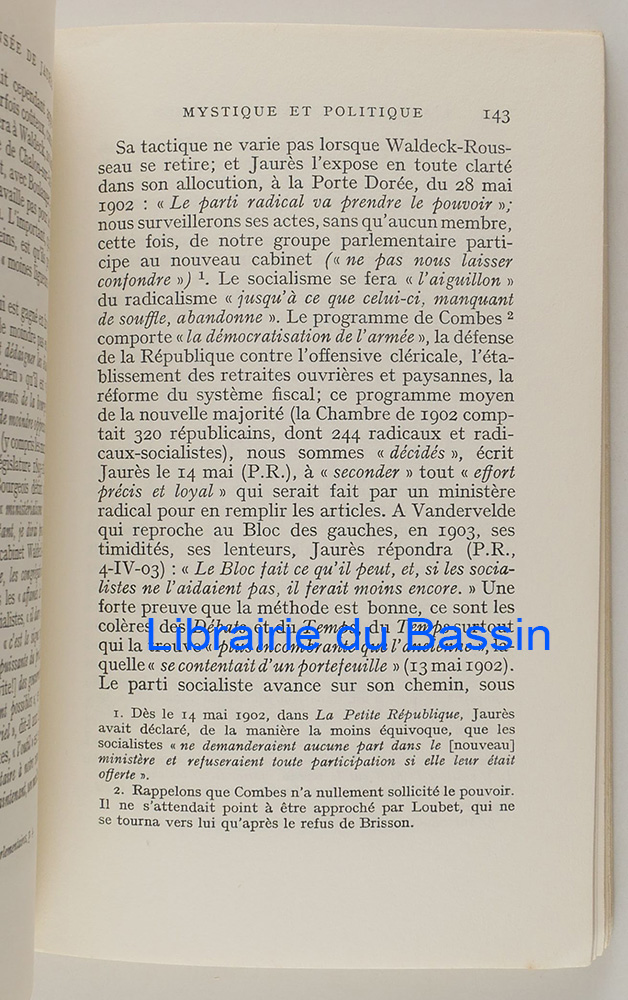 MYSTIQUE ET POLITIQUE 143
Sa tactique ne varie pas lorsque Waldeck-Rous-
seau se retire; et Jaurès l'expose en toute clarté
dans son allocution, à la Porte Dorée, du 28 mai
1902 : « Le parti radical va prendre le pouvoir »;
nous surveillerons ses actes, sans qu'aucun membre,
cette fois, de notre groupe parlementaire parti-
cipe au nouveau cabinet (« ne pas nous laisser
confondre ») 1. Le socialisme se fera « l'aiguillon »
du radicalisme « jusqu'à ce que celui-ci, manquant
de souffle, abandonne ». Le programme de Combes 2
comporte « la démocratisation de l'armée », la défense
de la République contre l'offensive cléricale, l'éta-
blissement des retraites ouvrières et paysannes, la
réforme du système fiscal; ce programme moyen
de la nouvelle majorité (la Chambre de 1902 comp-
tait 320 républicains, dont 244 radicaux et radi-
caux-socialistes), nous sommes « décidés », écrit
Jaurès le 14 mai (P.R.), à « seconder » tout « effort
précis et loyal » qui serait fait par un ministère
radical pour en remplir les articles. A Vandervelde
qui reproche au Bloc des gauches, en 1903, ses
timidités, ses lenteurs, Jaurès répondra (P.R.,
4-IV-03) : « Le Bloc fait ce qu'il peut, et, si les socia-
listes ne l'aidaient pas, il ferait moins encore. » Une
forte preuve que la méthode est bonne, ce sont les
colères des Débats et du Temps, du Temps surtout
qui la trouve « plus encombrante que l'ancienne », la-
quelle « se contentait d'un portefeuille » (13 mai 1902).
Le parti socialiste avance sur son chemin, sous
1. Dès le 14 mai 1902, dans La Petite République, Jaurès
avait déclaré, de la manière la moins équivoque, que les
socialistes « ne demanderaient aucune part dans le [nouveau]
ministère et refuseraient toute participation si elle leur était
offerte ».
2. Rappelons que Combes n'a nullement sollicité le pouvoir.
Il ne s'attendait point à être approché par Loubet, qui ne
se tourna vers lui qu'après le refus de Brisson.
Librairie du Bassin